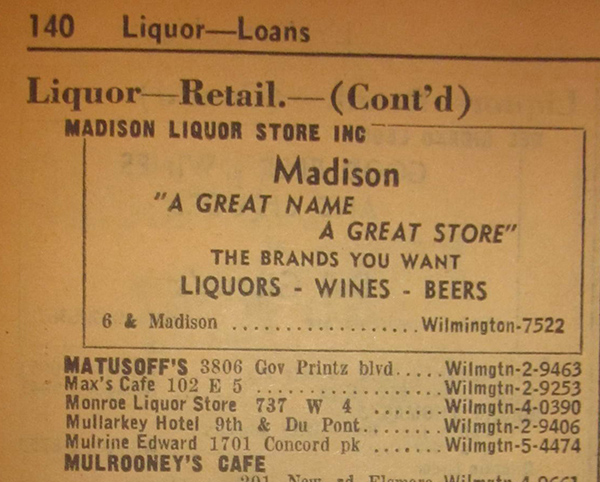 140 Liquor—Loans
Liquor—Retail.—(Cont'd)
MADISON LIQUOR STORE INC
Madison
"A GREAT NAME
A GREAT STORE"
THE BRANDS YOU WANT
LIQUORS - WINES - BEERS
6 & Madison ..................Wilmington-7522
MATUSOFF'S 3806 Gov Printz blvd.....Wilmgtn-2-9463
Max's Cafe 102 E 5 ..................Wilmgtn-2-9253
Monroe Liquor Store 737 W 4 .......Wilmgtn-4-0390
Mullarkey Hotel 9th & Du Pont........Wilmgtn-2-9406
Mulrine Edward 1701 Concord pk .......Wilmgtn-5-4474
MULROONEY'S CAFE